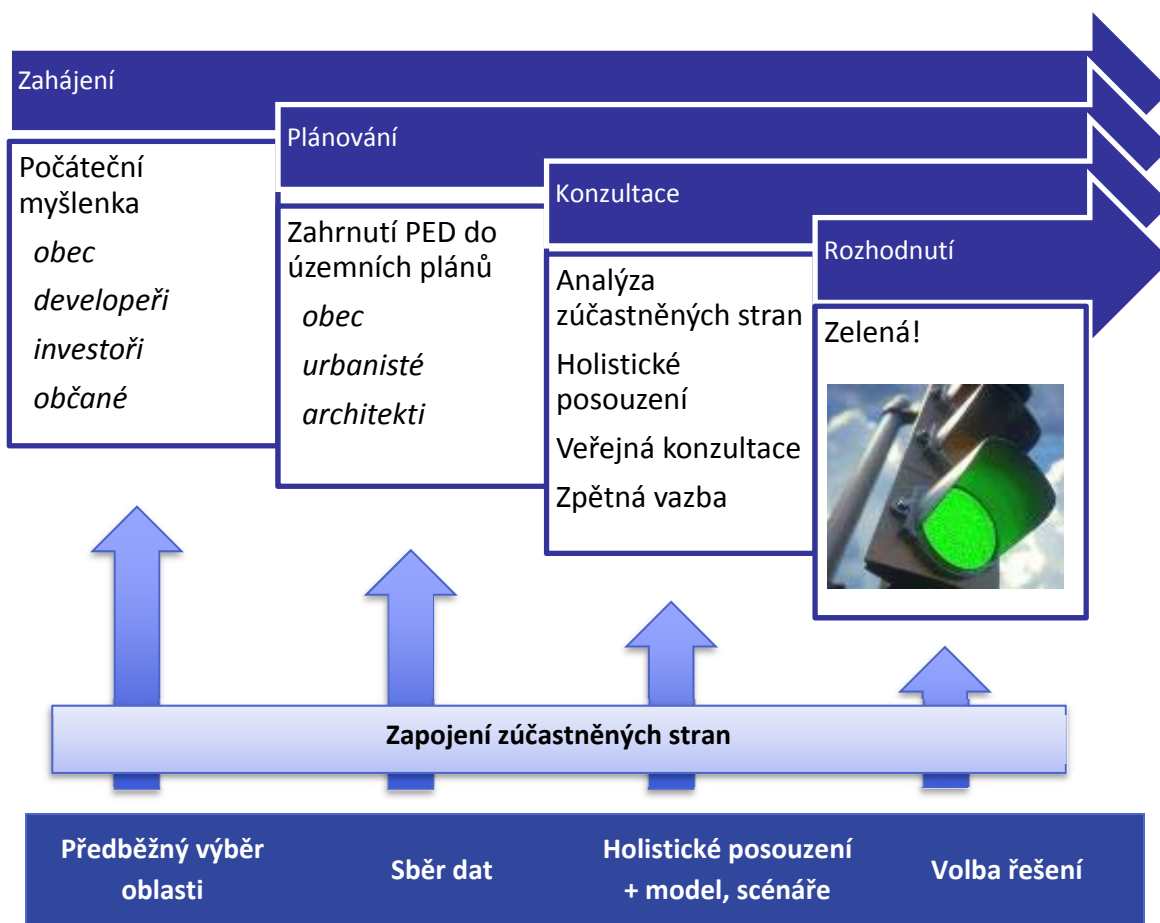 Zahájení
Počáteční
myšlenka
obec
developeři
investoři
občané
Plánování
Zahrnutí PED do
územních plánů
obec
urbanisté
architekti
Konzultace
Analýza
zúčastněných stran
Holistické
posouzení
Veřejná konzultace
Zpětná vazba
Rozhodnutí
Zelená!
Zapojení zúčastněných stran
Předběžný výběr
oblasti
Sběr dat
Holistické posouzení
+ model, scénáře
Volba řešení